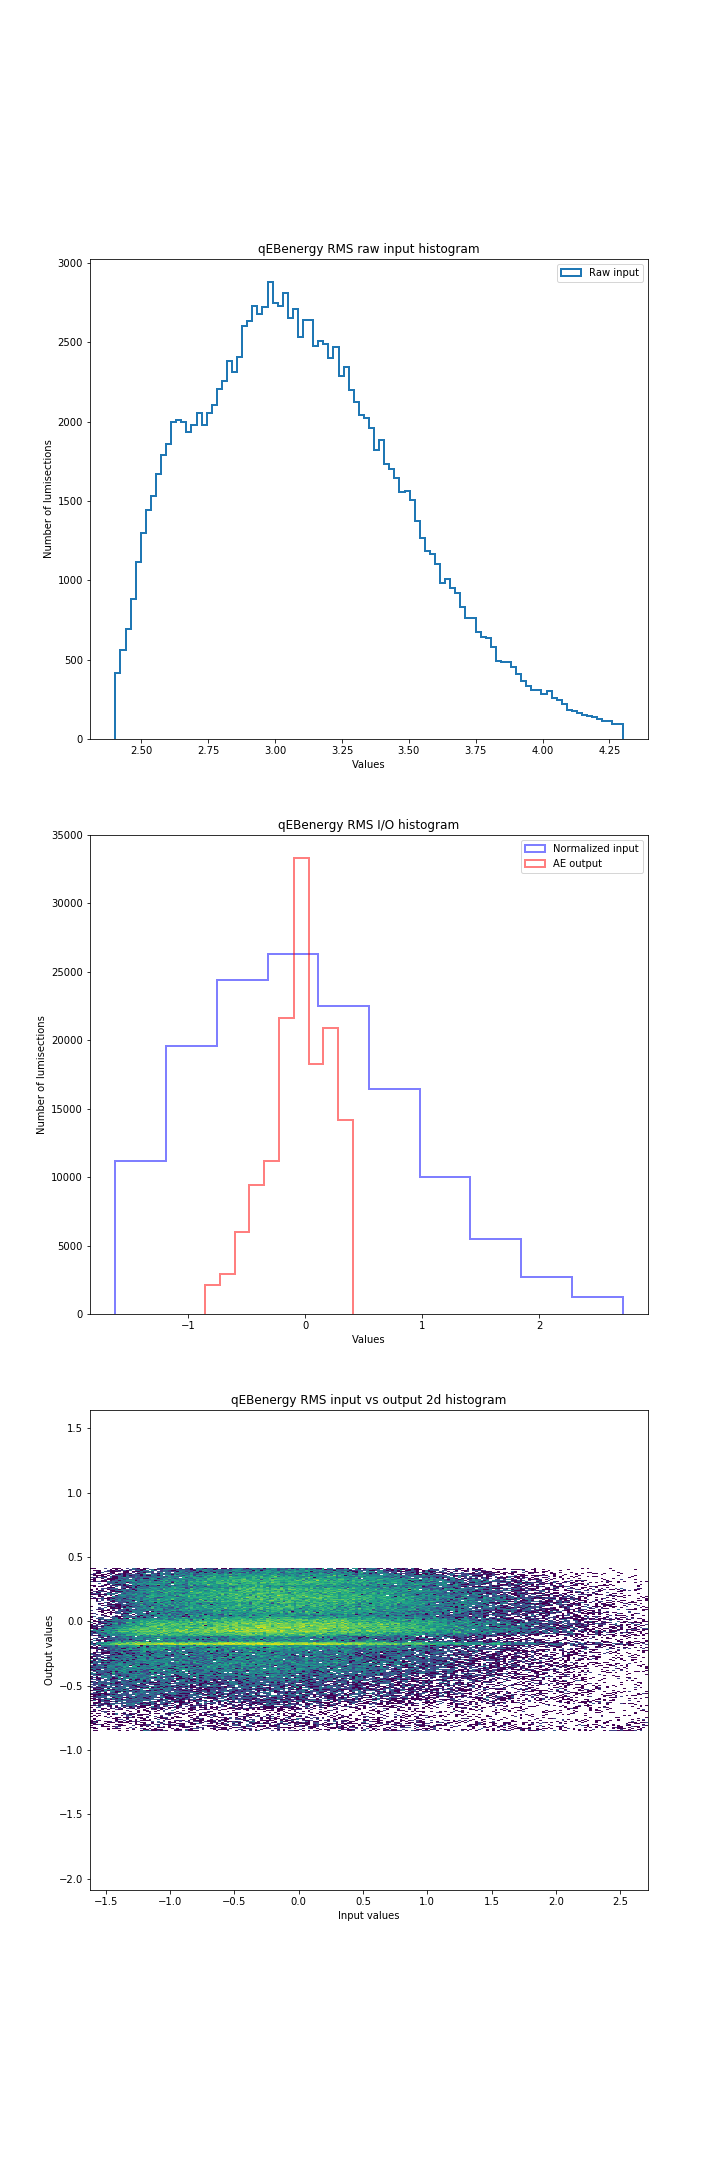 qEBenergy RMS raw input histogram
3000
2500
2000
1500
1000
500
0
Number of lumisections
Raw input
2.50 2.75 3.00 3.25 3.50 3.75 4.00 4.25
Values
qEBenergy RMS I/O histogram
35000
30000
25000
20000
15000
10000
5000
0
Number of lumisections
Normalized input
AE output
−1 0 1 2
Values
qEBenergy RMS input vs output 2d histogram
1.5
1.0
0.5
0.0
−0.5
−1.0
−1.5
−2.0
Output values
−1.5 −1.0 −0.5 0.0 0.5 1.0 1.5 2.0 2.5
Input values